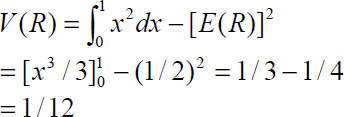 V(R) = ∫₀¹ x² dx − [E(R)]²
= [x³ / 3]₀¹ − (1/2)² = 1/3 − 1/4
= 1/12